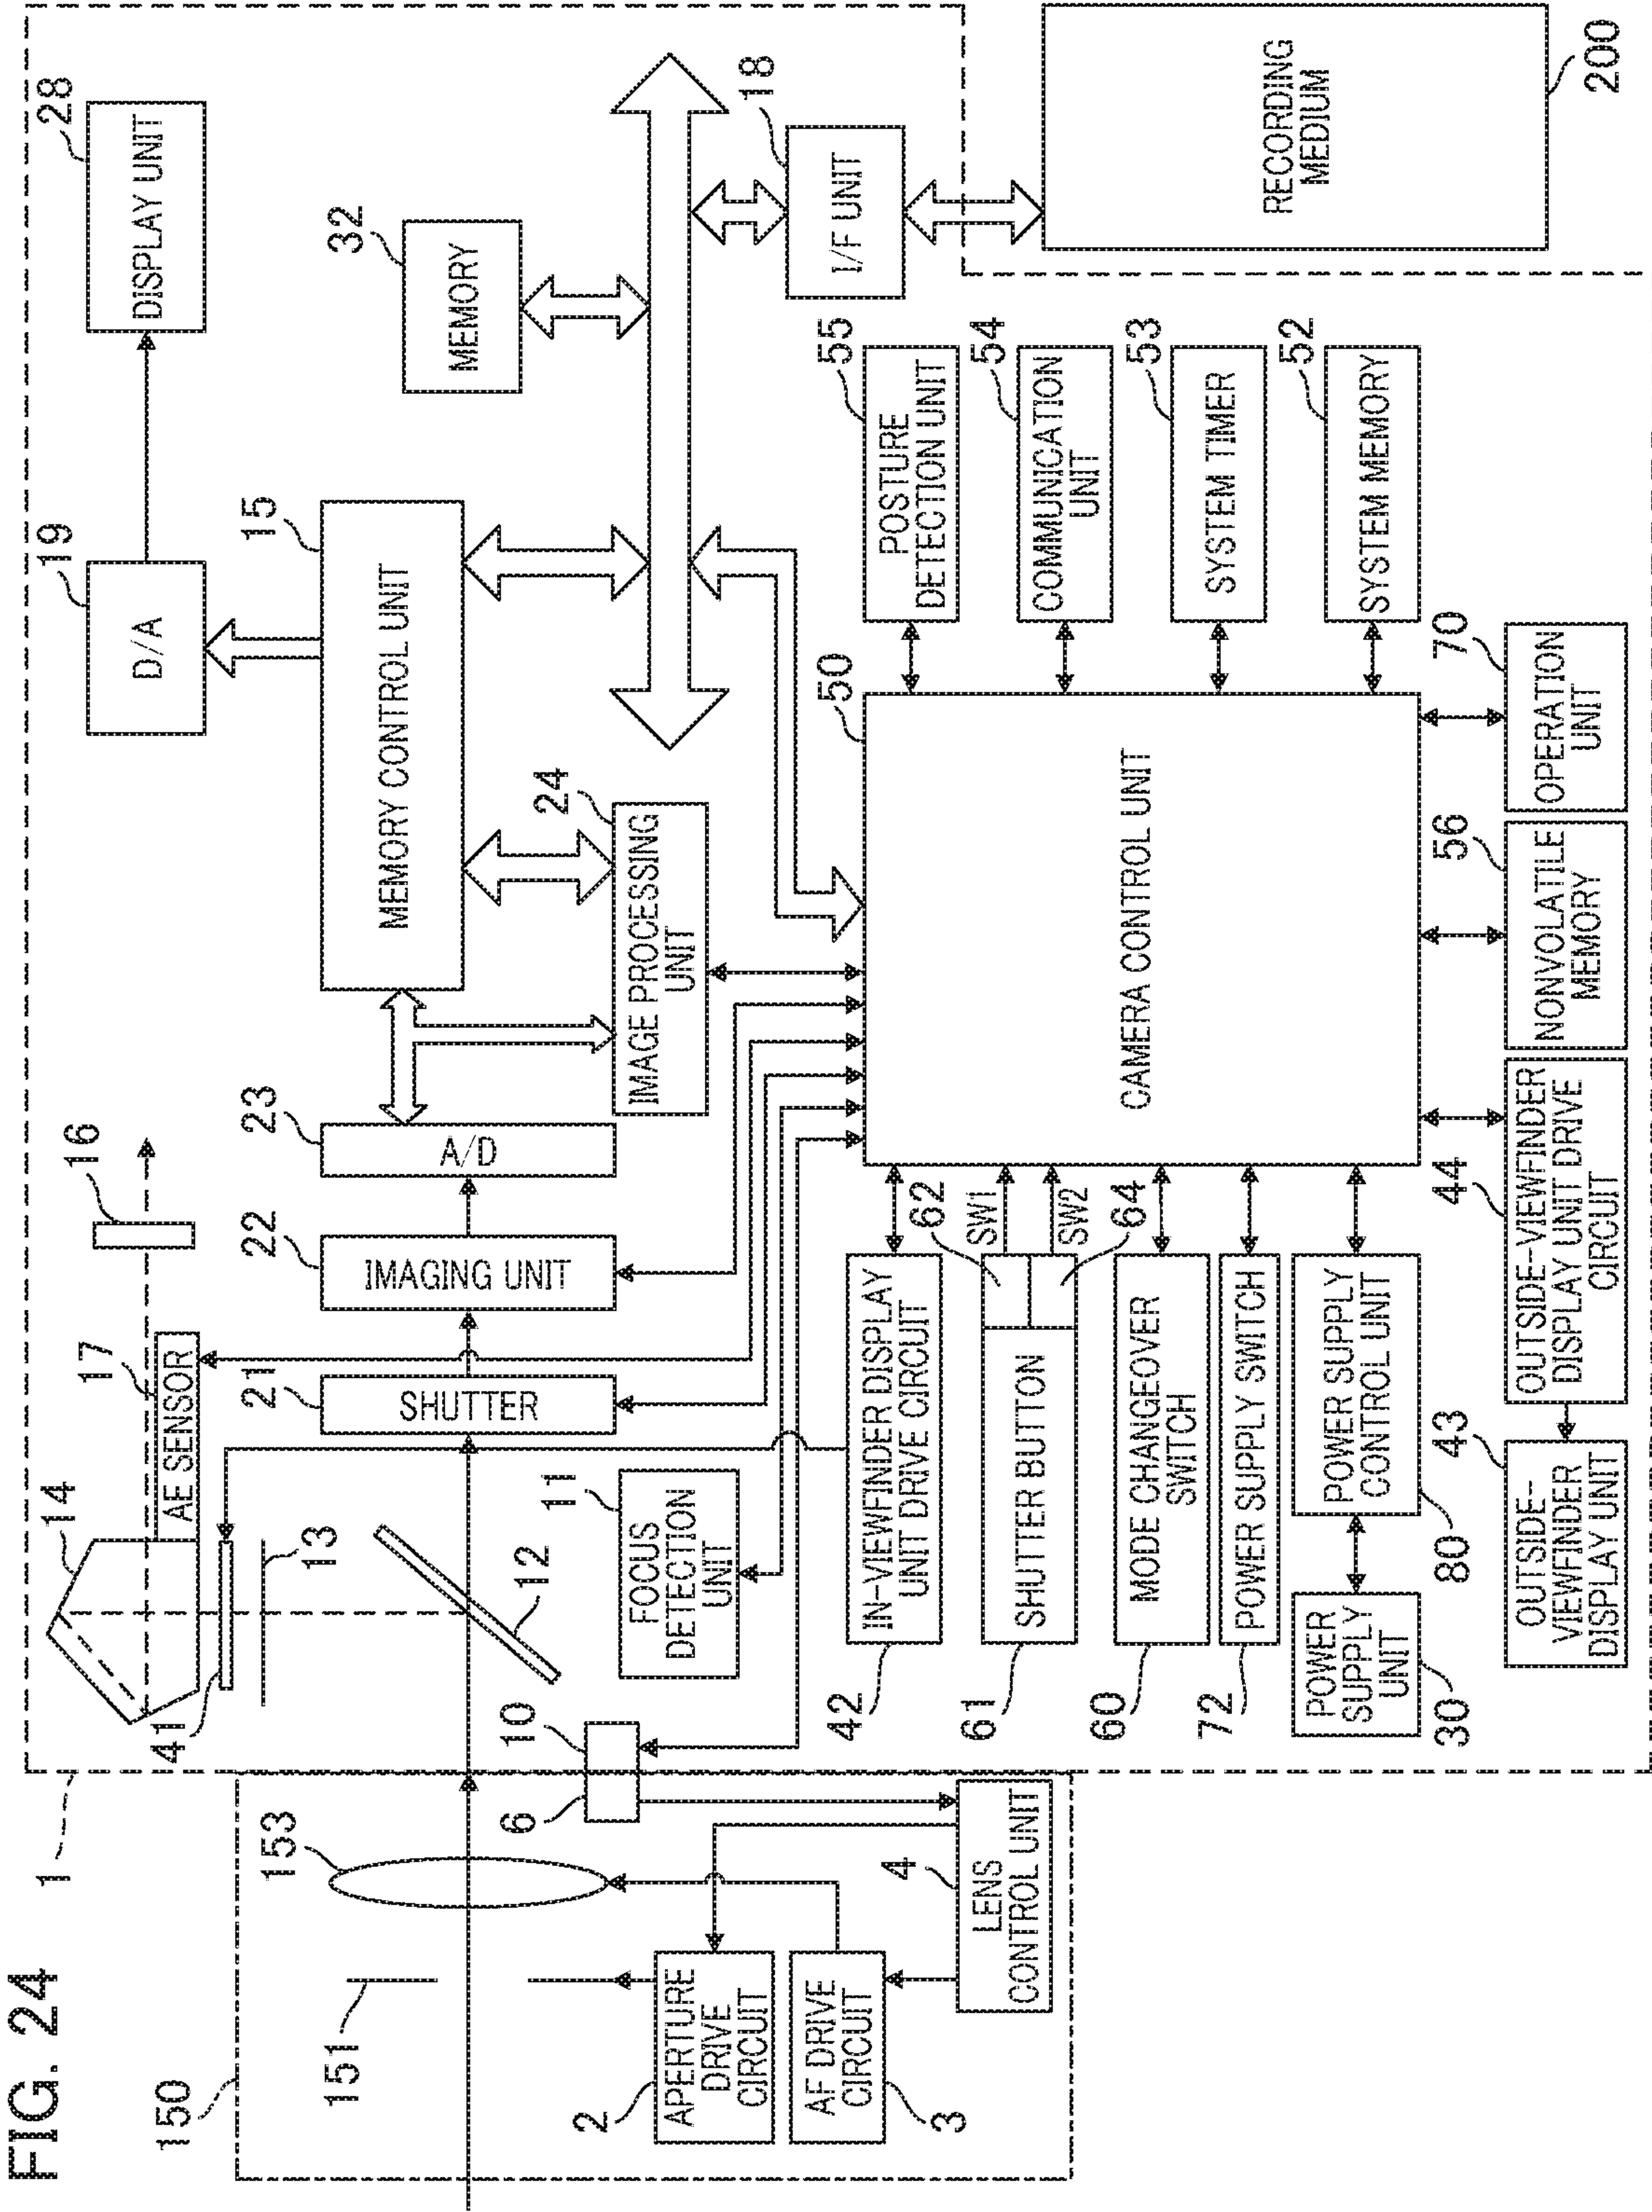 FIG. 24
1
150
151
153
2
APERTURE
DRIVE
CIRCUIT
AF DRIVE
CIRCUIT
3
4
LENS
CONTROL UNIT
6
10
41
14
13
12
17
AE SENSOR
16
11
FOCUS
DETECTION
UNIT
21
SHUTTER
22
IMAGING UNIT
23
A/D
24
IMAGE PROCESSING
UNIT
15
MEMORY CONTROL UNIT
19
D/A
28
DISPLAY UNIT
32
MEMORY
18
I/F UNIT
RECORDING
MEDIUM
200
50
CAMERA CONTROL UNIT
55
POSTURE
DETECTION UNIT
54
COMMUNICATION
UNIT
53
SYSTEM TIMER
52
SYSTEM MEMORY
42
IN-VIEWFINDER DISPLAY
UNIT DRIVE CIRCUIT
62
SW1
SW2
64
61
SHUTTER BUTTON
60
MODE CHANGEOVER
SWITCH
72
POWER SUPPLY SWITCH
POWER SUPPLY
CONTROL UNIT
80
POWER
SUPPLY
UNIT
30
43
OUTSIDE-
VIEWFINDER
DISPLAY UNIT
44
OUTSIDE-VIEWFINDER
DISPLAY UNIT DRIVE
CIRCUIT
56
NONVOLATILE
MEMORY
70
OPERATION
UNIT